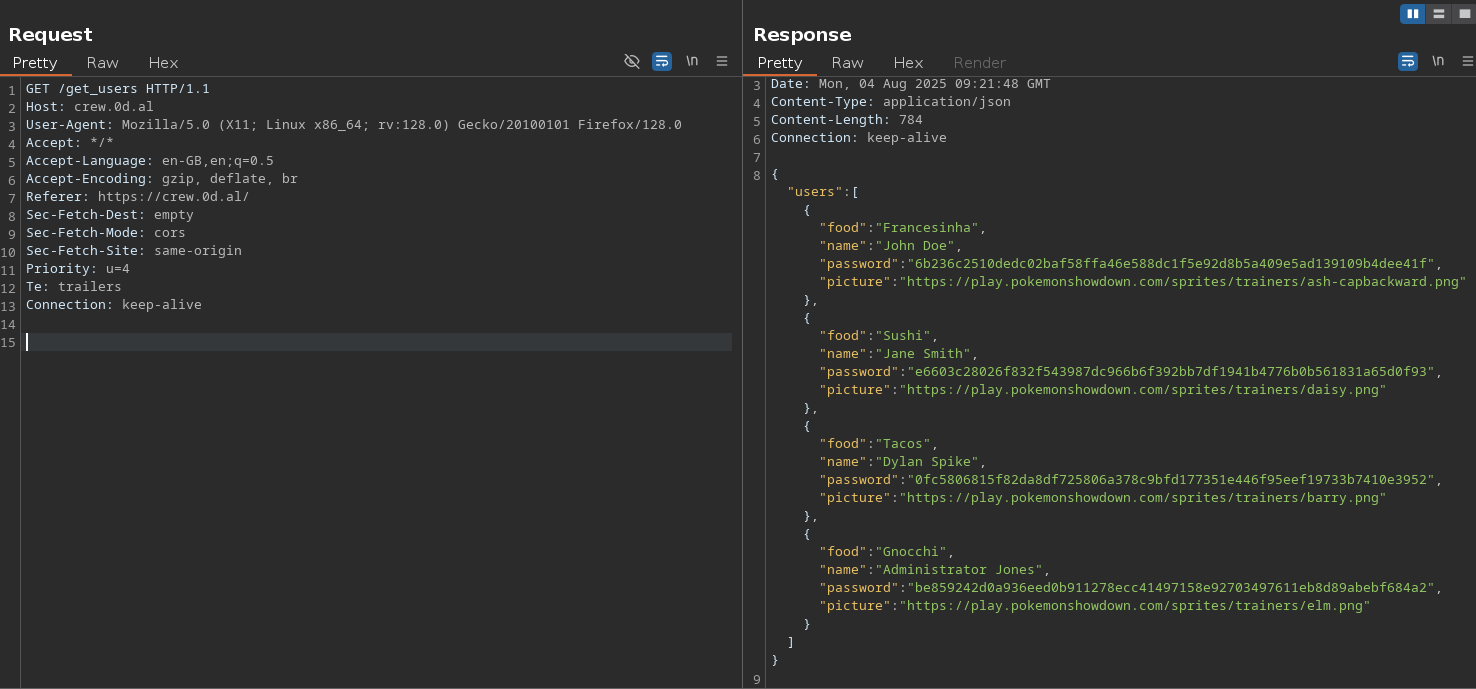 Request
Pretty Raw Hex
\n
1 GET /get_users HTTP/1.1
2 Host: crew.0d.al
3 User-Agent: Mozilla/5.0 (X11; Linux x86_64; rv:128.0) Gecko/20100101 Firefox/128.0
4 Accept: */*
5 Accept-Language: en-GB,en;q=0.5
6 Accept-Encoding: gzip, deflate, br
7 Referer: https://crew.0d.al/
8 Sec-Fetch-Dest: empty
9 Sec-Fetch-Mode: cors
10 Sec-Fetch-Site: same-origin
11 Priority: u=4
12 Te: trailers
13 Connection: keep-alive
14
15
Response
Pretty Raw Hex Render
\n
3 Date: Mon, 04 Aug 2025 09:21:48 GMT
4 Content-Type: application/json
5 Content-Length: 784
6 Connection: keep-alive
7
8 {
"users":[
{
"food":"Francesinha",
"name":"John Doe",
"password":"6b236c2510dedc02baf58ffa46e588dc1f5e92d8b5a409e5ad139109b4dee41f",
"picture":"https://play.pokemonshowdown.com/sprites/trainers/ash-capbackward.png"
},
{
"food":"Sushi",
"name":"Jane Smith",
"password":"e6603c28026f832f543987dc966b6f392bb7df1941b4776b0b561831a65d0f93",
"picture":"https://play.pokemonshowdown.com/sprites/trainers/daisy.png"
},
{
"food":"Tacos",
"name":"Dylan Spike",
"password":"0fc5806815f82da8df725806a378c9bfd177351e446f95eef19733b7410e3952",
"picture":"https://play.pokemonshowdown.com/sprites/trainers/barry.png"
},
{
"food":"Gnocchi",
"name":"Administrator Jones",
"password":"be859242d0a936eed0b911278ecc41497158e92703497611eb8d89abebf684a2",
"picture":"https://play.pokemonshowdown.com/sprites/trainers/elm.png"
}
]
}
9